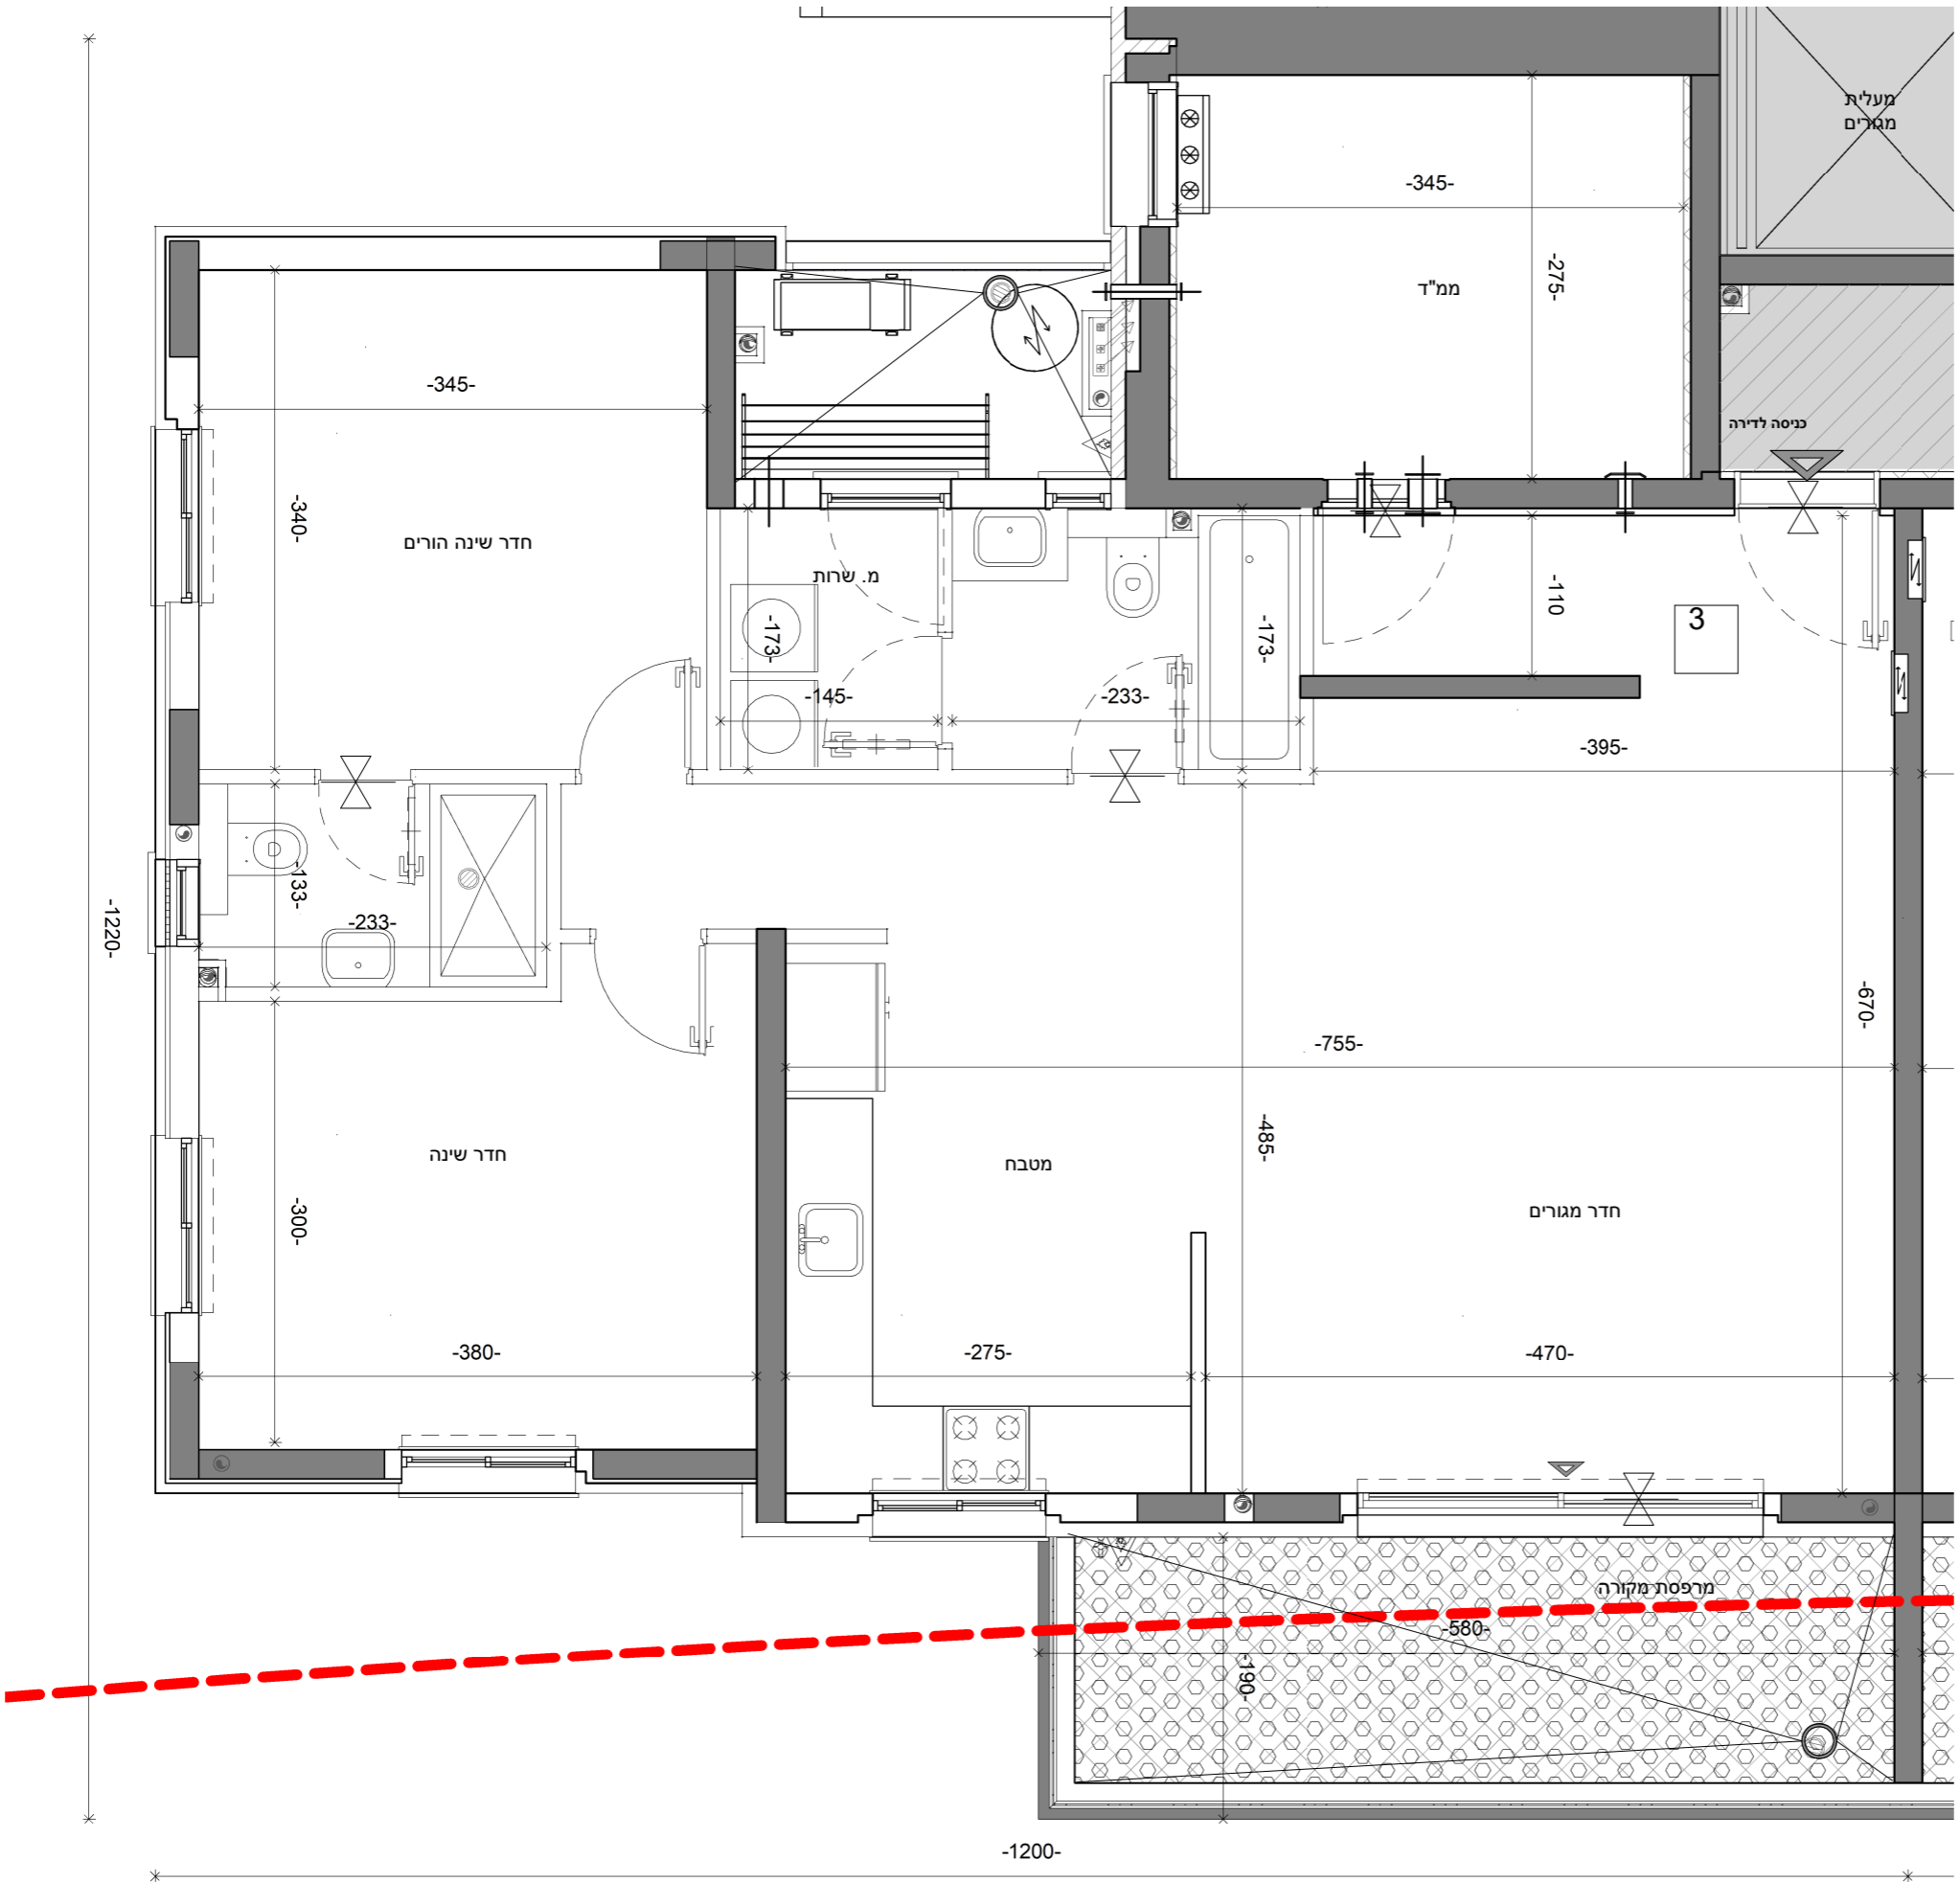 מעלית
מגורים
-345-
-275-
ממ"ד
-345-
כניסה לדירה
-340-
חדר שינה הורים
מ. שרות
-110
3
-173-
-173-
-145-
-233-
-395-
-133-
-233-
-1220-
-670-
-755-
-485-
חדר שינה
מטבח
-300-
חדר מגורים
-380-
-275-
-470-
מרפסת מקורה
-580-
-190-
-1200-